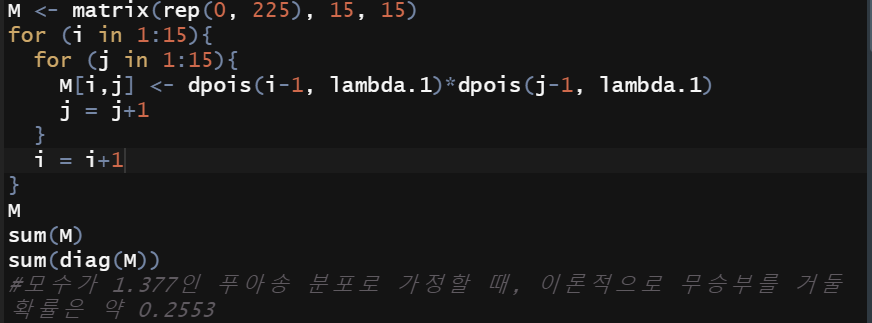 M <- matrix(rep(0, 225), 15, 15)
for (i in 1:15){
  for (j in 1:15){
    M[i,j] <- dpois(i-1, lambda.1)*dpois(j-1, lambda.1)
    j = j+1
  }
  i = i+1
}
M
sum(M)
sum(diag(M))
#모수가 1.377인 푸아송 분포로 가정할 때, 이론적으로 무승부를 거둘
확률은 약 0.2553